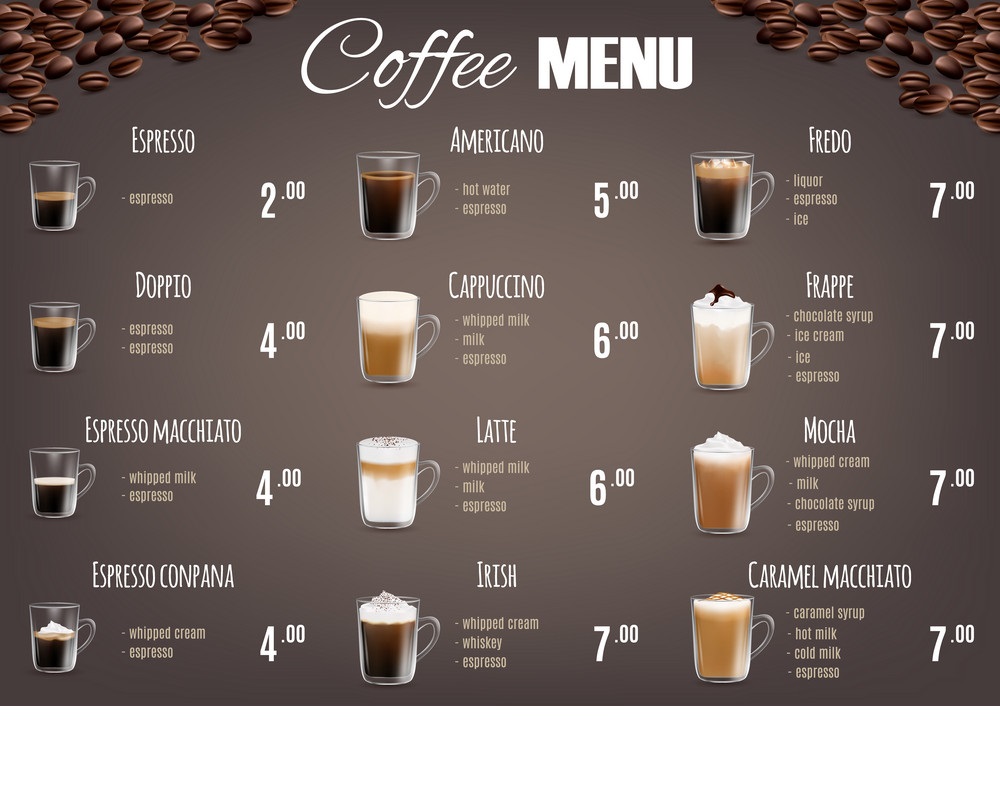 Coffee MENU
ESPRESSO
- espresso
2.00
AMERICANO
- hot water
- espresso
5.00
FREDO
- liquor
- espresso
- ice
7.00
DOPPIO
- espresso
- espresso
4.00
CAPPUCCINO
- whipped milk
- milk
- espresso
6.00
FRAPPE
- chocolate syrup
- ice cream
- ice
- espresso
7.00
ESPRESSO MACCHIATO
- whipped milk
- espresso
4.00
LATTE
- whipped milk
- milk
- espresso
6.00
MOCHA
- whipped cream
- milk
- chocolate syrup
- espresso
7.00
ESPRESSO CONPANA
- whipped cream
- espresso
4.00
IRISH
- whipped cream
- whiskey
- espresso
7.00
CARAMEL MACCHIATO
- caramel syrup
- hot milk
- cold milk
- espresso
7.00